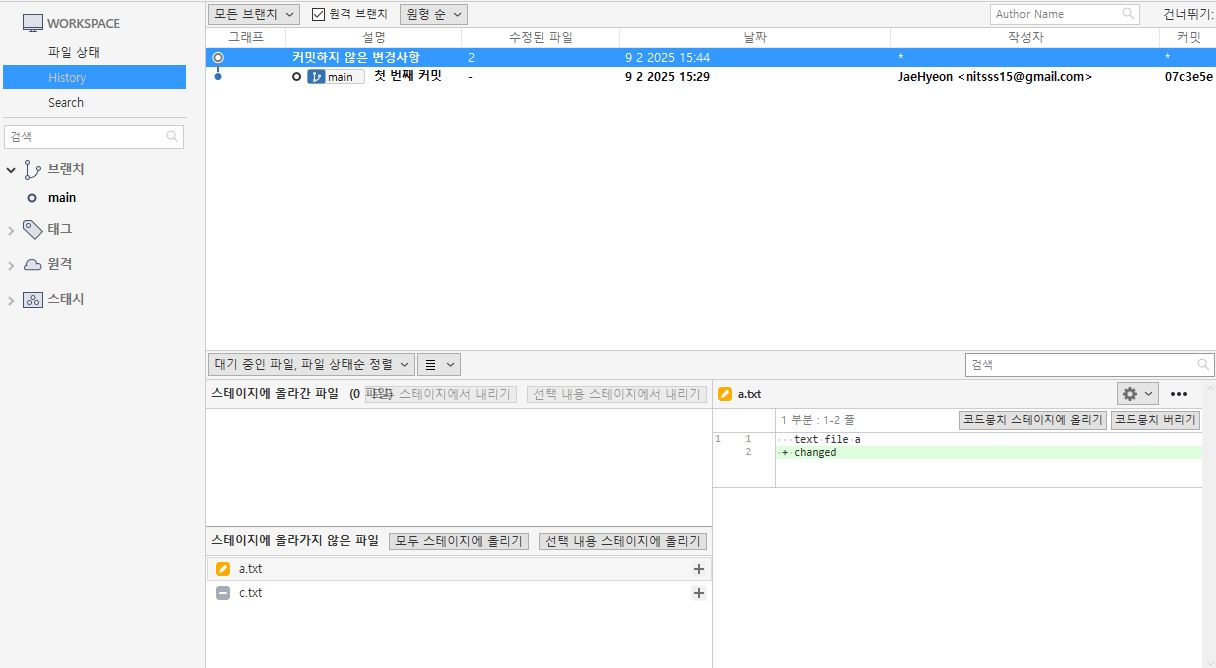 WORKSPACE
파일 상태
History
Search
검색
브랜치
main
태그
원격
스태시
모든 브랜치 원격 브랜치 원형 순 Author Name 건너뛰기:
그래프 설명 수정된 파일 날짜 작성자 커밋
커밋하지 않은 변경사항 2 9 2 2025 15:44 * *
main 첫 번째 커밋 - 9 2 2025 15:29 JaeHyeon <nitsss15@gmail.com> 07c3e5e
대기 중인 파일, 파일 상태순 정렬 검색
스테이지에 올라간 파일 (0 파일) 스테이지에서 내리기 선택 내용 스테이지에서 내리기
a.txt
1 부분 : 1-2 줄 코드뭉치 스테이지에 올리기 코드뭉치 버리기
1 1 text file a
2 + changed
스테이지에 올라가지 않은 파일 모두 스테이지에 올리기 선택 내용 스테이지에 올리기
a.txt
c.txt